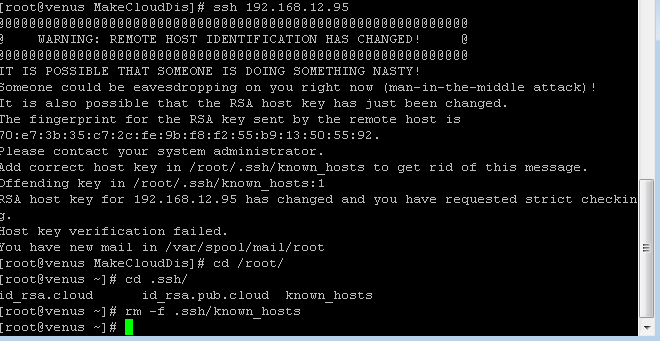 [root@venus MakeCloudDis]# ssh 192.168.12.95
@@@@@@@@@@@@@@@@@@@@@@@@@@@@@@@@@@@@@@@@@@@@@@@@@@@@@@@@@@@
@    WARNING: REMOTE HOST IDENTIFICATION HAS CHANGED!     @
@@@@@@@@@@@@@@@@@@@@@@@@@@@@@@@@@@@@@@@@@@@@@@@@@@@@@@@@@@@
IT IS POSSIBLE THAT SOMEONE IS DOING SOMETHING NASTY!
Someone could be eavesdropping on you right now (man-in-the-middle attack)!
It is also possible that the RSA host key has just been changed.
The fingerprint for the RSA key sent by the remote host is
70:e7:3b:35:c7:2c:fe:9b:f8:f2:55:b9:13:50:55:92.
Please contact your system administrator.
Add correct host key in /root/.ssh/known_hosts to get rid of this message.
Offending key in /root/.ssh/known_hosts:1
RSA host key for 192.168.12.95 has changed and you have requested strict checkin
g.
Host key verification failed.
You have new mail in /var/spool/mail/root
[root@venus MakeCloudDis]# cd /root/
[root@venus ~]# cd .ssh/
id_rsa.cloud      id_rsa.pub.cloud  known_hosts
[root@venus ~]# rm -f .ssh/known_hosts
[root@venus ~]#